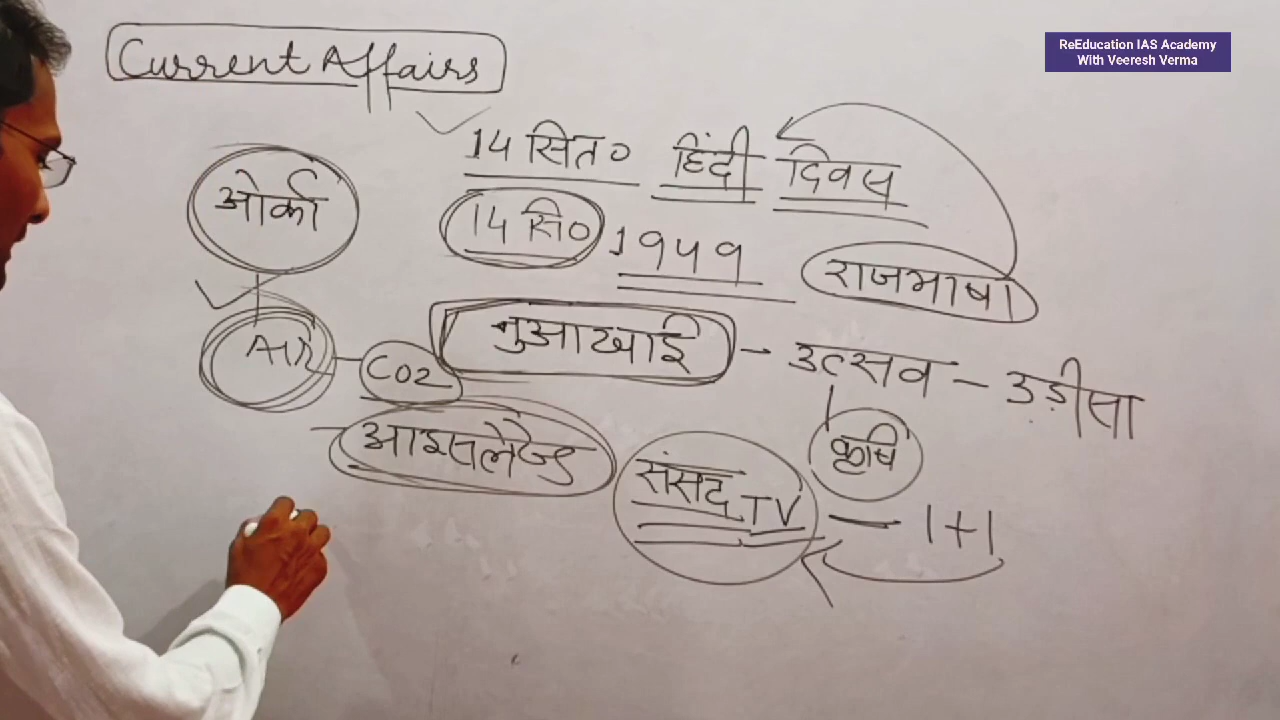 ReEducation IAS Academy
With Veeresh Verma
Current Affairs
14 सित० हिंदी दिवस
ओर्का
14 सि० 1949
राजभाषा
नुआखाई - उत्सव - उड़ीसा
AIR - CO2
कृषि
आइसलैण्ड
संसद TV - 1+1